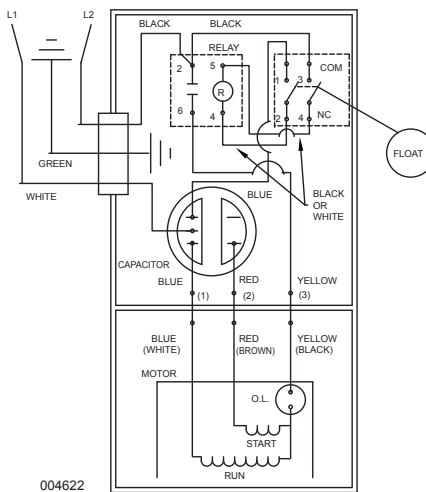 L1
L2
BLACK
BLACK
RELAY
2
5
R
6
4
1
3
COM
2
4
NC
FLOAT
GREEN
WHITE
BLUE
BLACK
OR
WHITE
CAPACITOR
BLUE
RED
YELLOW
(1)
(2)
(3)
BLUE
(WHITE)
RED
(BROWN)
YELLOW
(BLACK)
MOTOR
O.L.
START
RUN
004622